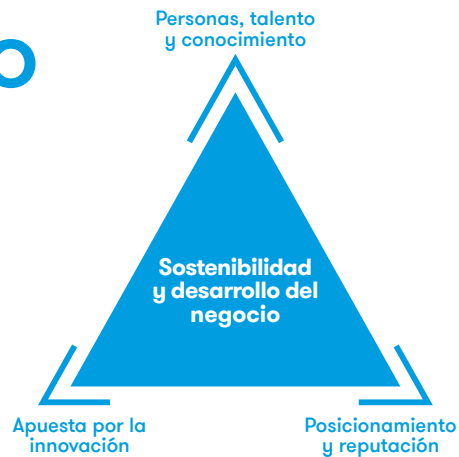 Personas, talento
y conocimiento
o
Sostenibilidad
y desarrollo del
negocio
Apuesta por la
innovación
Posicionamiento
y reputación